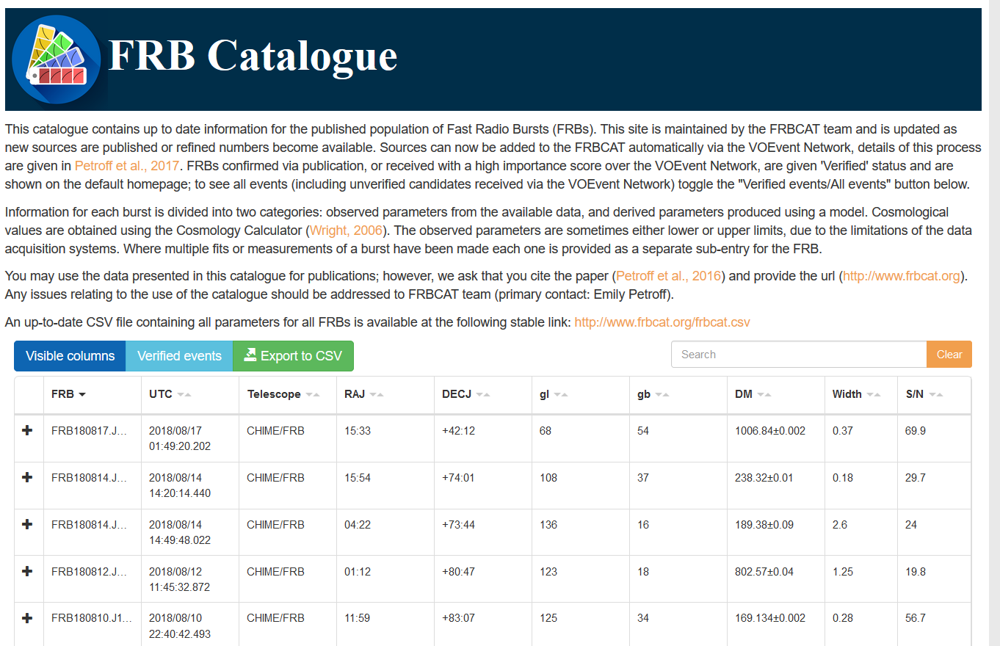 FRB Catalogue
This catalogue contains up to date information for the published population of Fast Radio Bursts (FRBs). This site is maintained by the FRBCAT team and is updated as
new sources are published or refined numbers become available. Sources can now be added to the FRBCAT automatically via the VOEvent Network, details of this process
are given in Petroff et al., 2017. FRBs confirmed via publication, or received with a high importance score over the VOEvent Network, are given 'Verified' status and are
shown on the default homepage; to see all events (including unverified candidates received via the VOEvent Network) toggle the "Verified events/All events" button below.
Information for each burst is divided into two categories: observed parameters from the available data, and derived parameters produced using a model. Cosmological
values are obtained using the Cosmology Calculator (Wright, 2006). The observed parameters are sometimes either lower or upper limits, due to the limitations of the data
acquisition systems. Where multiple fits or measurements of a burst have been made each one is provided as a separate sub-entry for the FRB.
You may use the data presented in this catalogue for publications; however, we ask that you cite the paper (Petroff et al., 2016) and provide the url (http://www.frbcat.org).
Any issues relating to the use of the catalogue should be addressed to FRBCAT team (primary contact: Emily Petroff).
An up-to-date CSV file containing all parameters for all FRBs is available at the following stable link: http://www.frbcat.org/frbcat.csv
Visible columns Verified events Export to CSV Search Clear
FRB UTC Telescope RAJ DECJ gl gb DM Width S/N
FRB180817.J... 2018/08/17 CHIME/FRB 15:33 +42:12 68 54 1006.84±0.002 0.37 69.9
01:49:20.202
FRB180814.J... 2018/08/14 CHIME/FRB 15:54 +74:01 108 37 238.32±0.01 0.18 29.7
14:20:14.440
FRB180814.J... 2018/08/14 CHIME/FRB 04:22 +73:44 136 16 189.38±0.09 2.6 24
14:49:48.022
FRB180812.J... 2018/08/12 CHIME/FRB 01:12 +80:47 123 18 802.57±0.04 1.25 19.8
11:45:32.872
FRB180810.J1... 2018/08/10 CHIME/FRB 11:59 +83:07 125 34 169.134±0.002 0.28 56.7
22:40:42.493